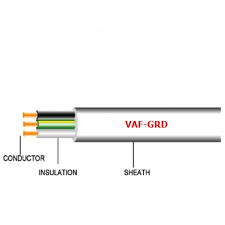 VAF-GRD
CONDUCTOR
INSULATION
SHEATH